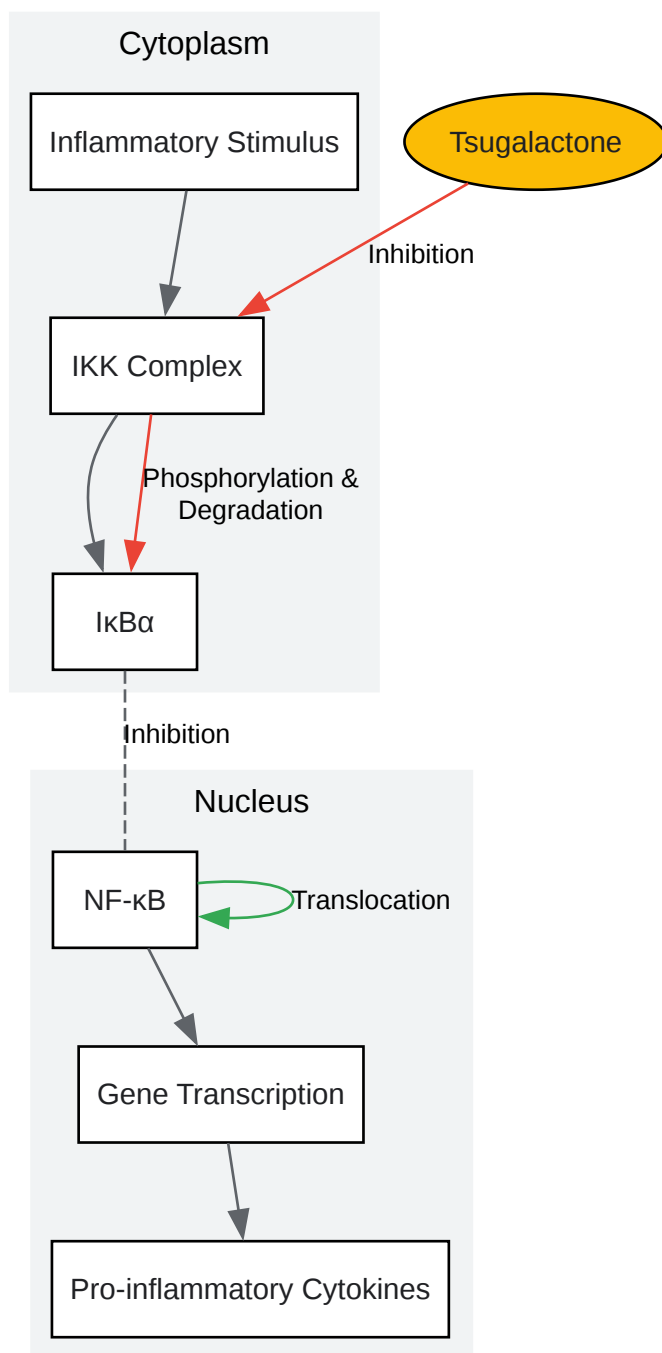 Cytoplasm
Inflammatory Stimulus
Tsugalactone
Inhibition
IKK Complex
Phosphorylation &
Degradation
IκBα
Inhibition
Nucleus
NF-κB
Translocation
Gene Transcription
Pro-inflammatory Cytokines